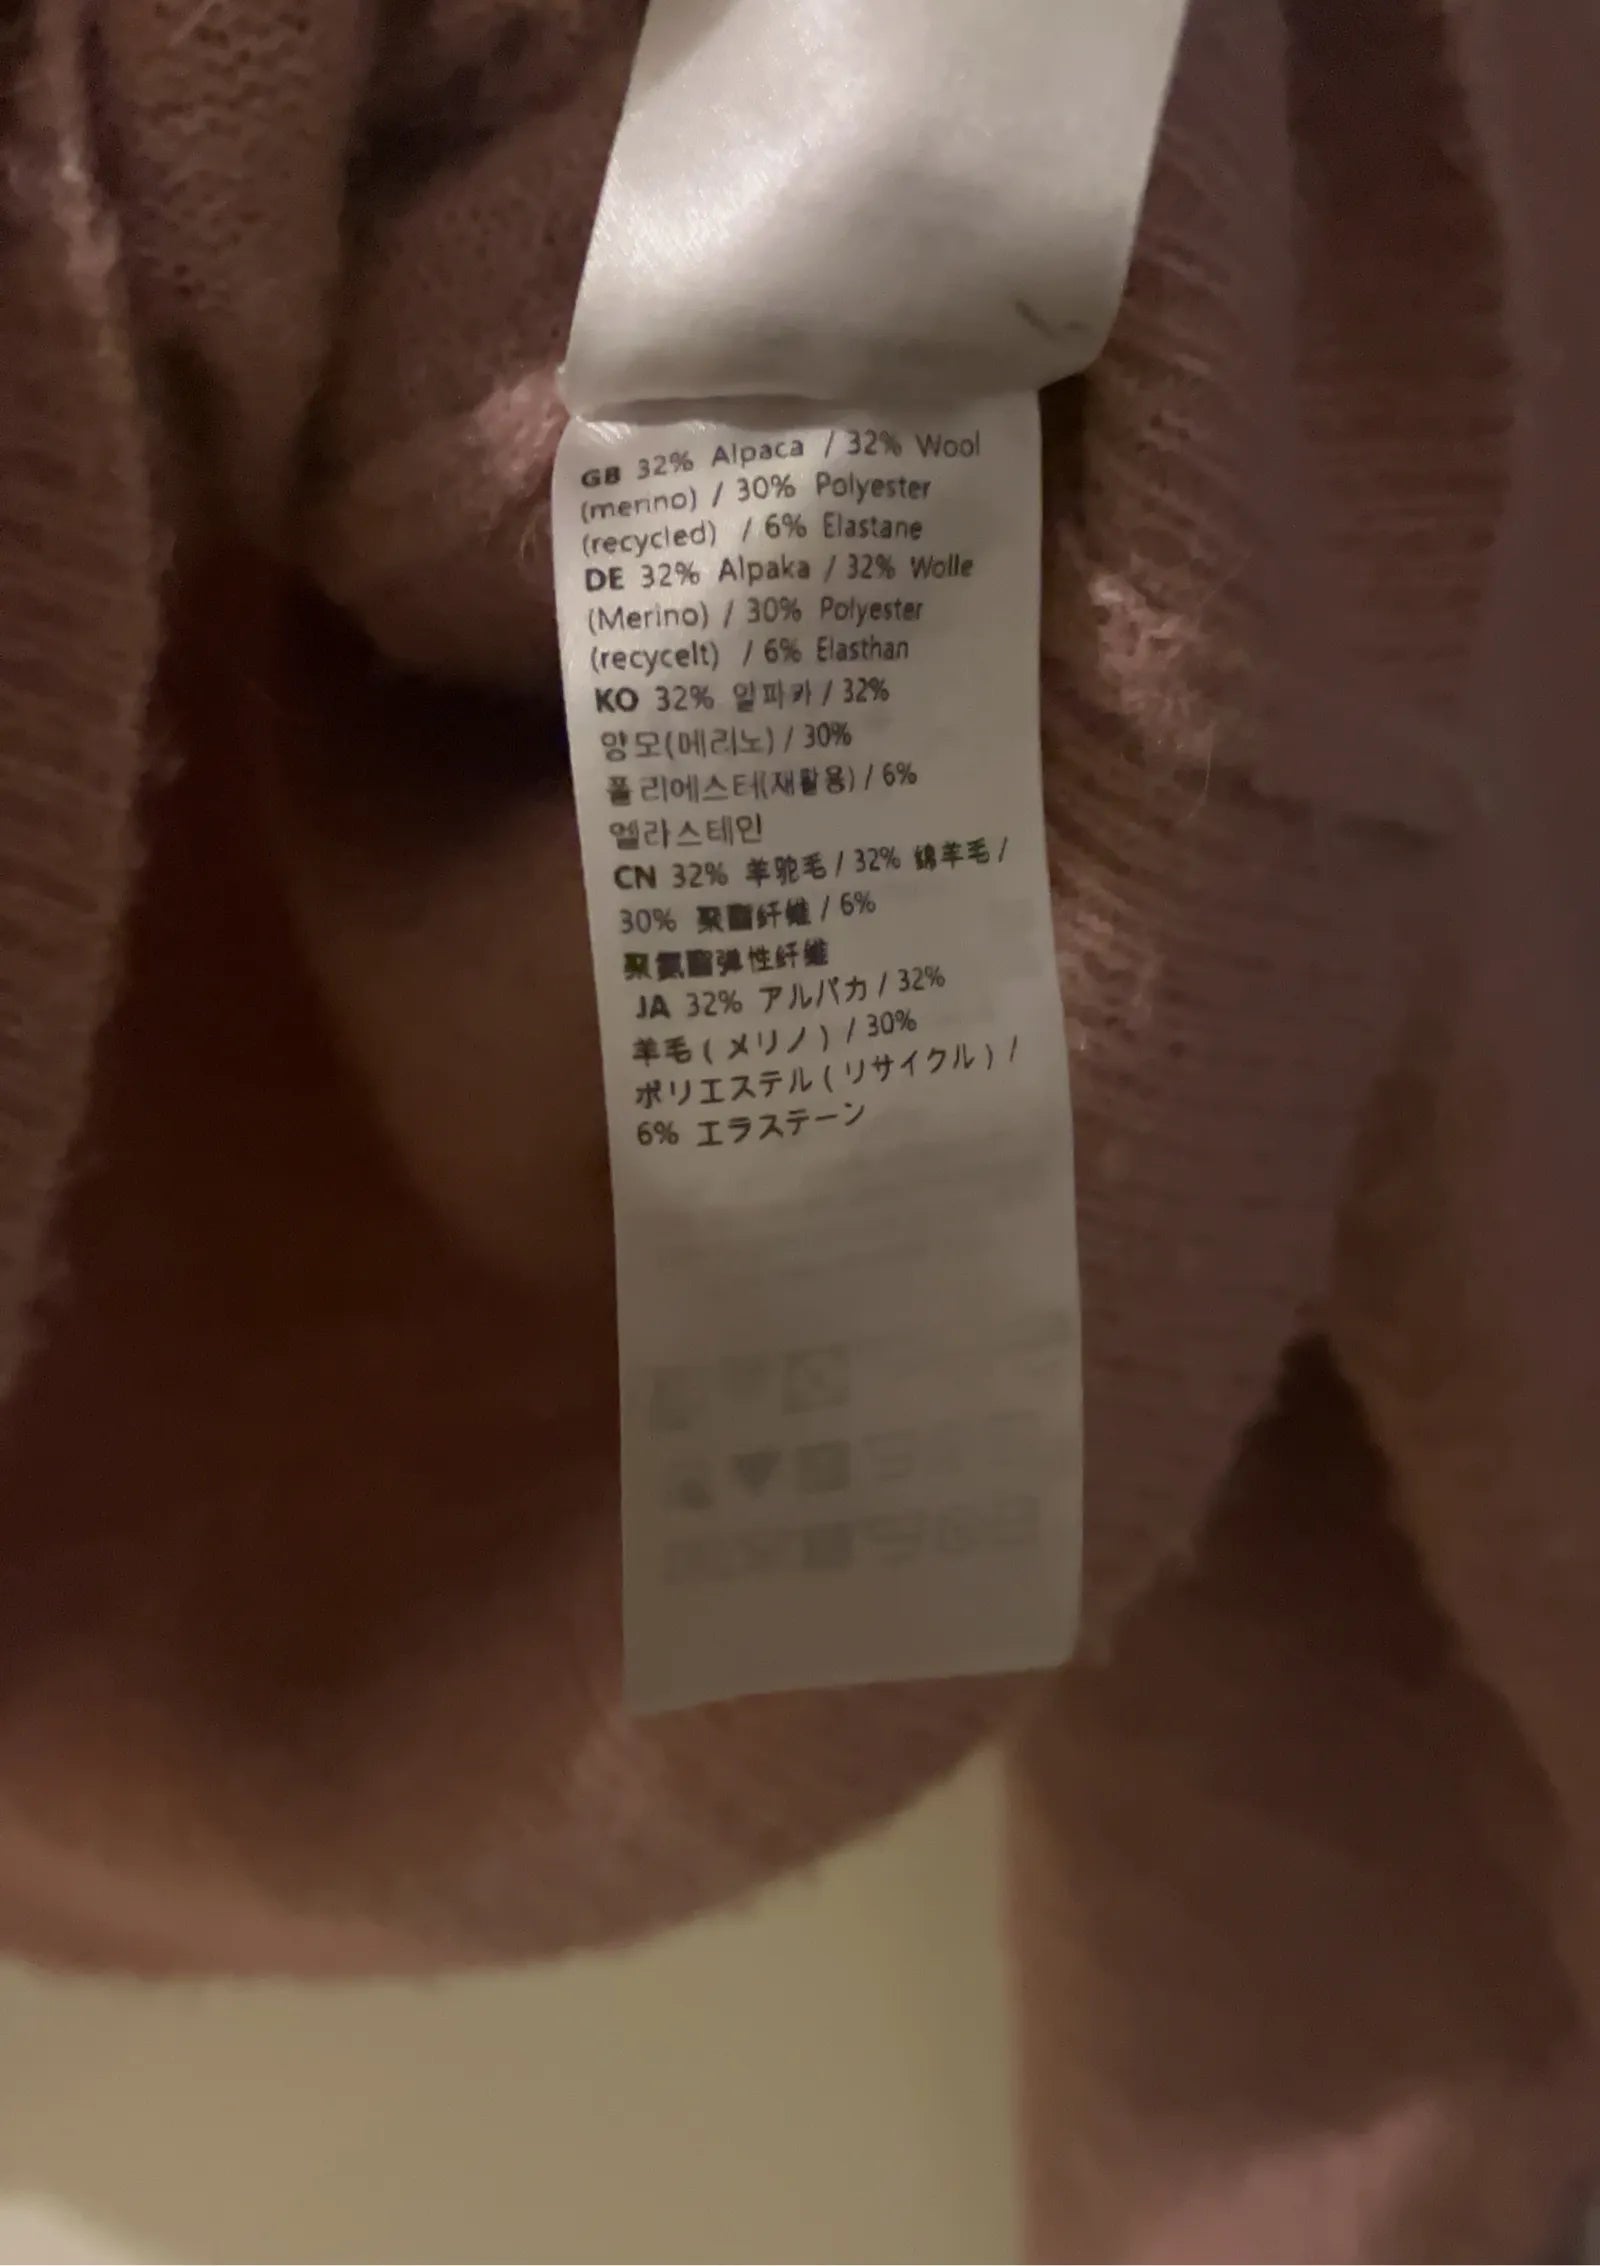 GB 32% Alpaca / 32% Wool
(merino) / 30% Polyester
(recycled) / 6% Elastane
DE 32% Alpaka / 32% Wolle
(Merino) / 30% Polyester
(recycelt) / 6% Elasthan
KO 32% 알파카 / 32%
양모(메리노) / 30%
폴리에스터(재활용) / 6%
엘라스테인
CN 32% 羊驼毛 / 32% 绵羊毛 /
30% 聚酯纤维 / 6%
聚氨酯弹性纤维
JA 32% アルパカ / 32%
羊毛 ( メリノ ) / 30%
ポリエステル ( リサイクル ) /
6% エラステーン